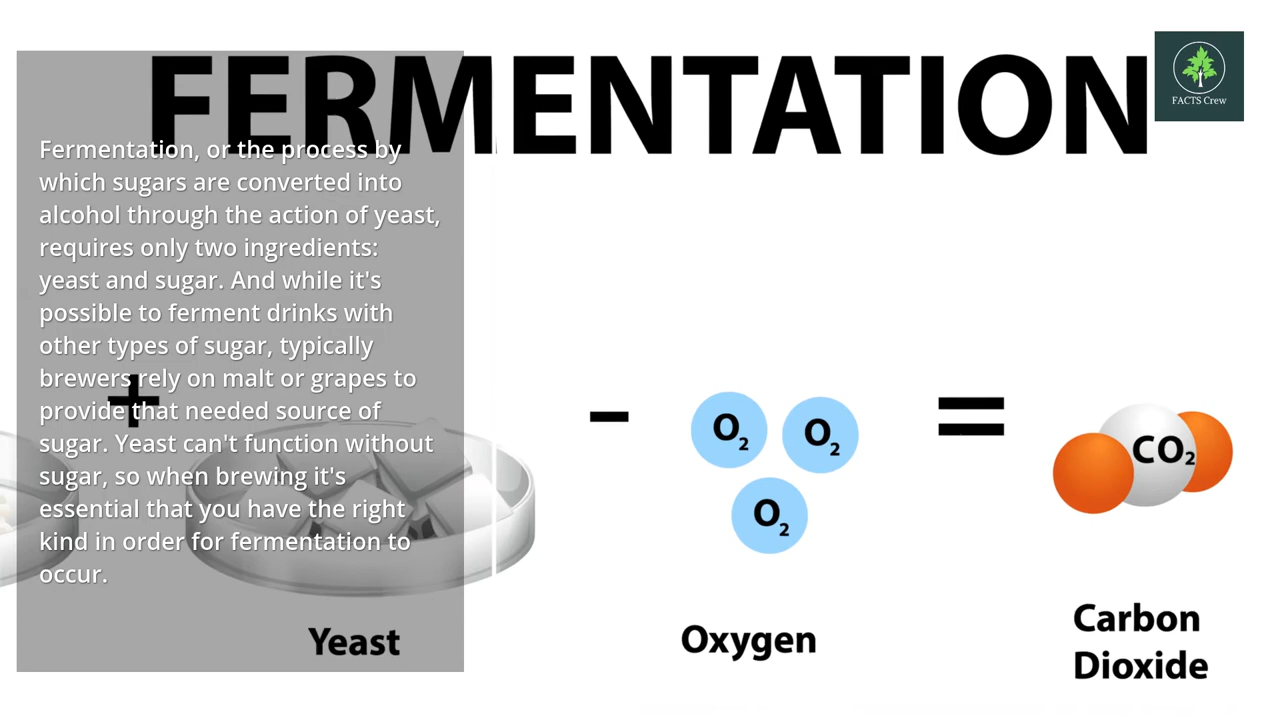 FERMENTATION
FACTS Crew
Fermentation, or the process by
which sugars are converted into
alcohol through the action of yeast,
requires only two ingredients:
yeast and sugar. And while it's
possible to ferment drinks with
other types of sugar, typically
brewers rely on malt or grapes to
provide that needed source of
sugar. Yeast can't function without
sugar, so when brewing it's
essential that you have the right
kind in order for fermentation to
occur.
+
–
O2
O2
O2
=
CO2
Yeast
Oxygen
Carbon
Dioxide